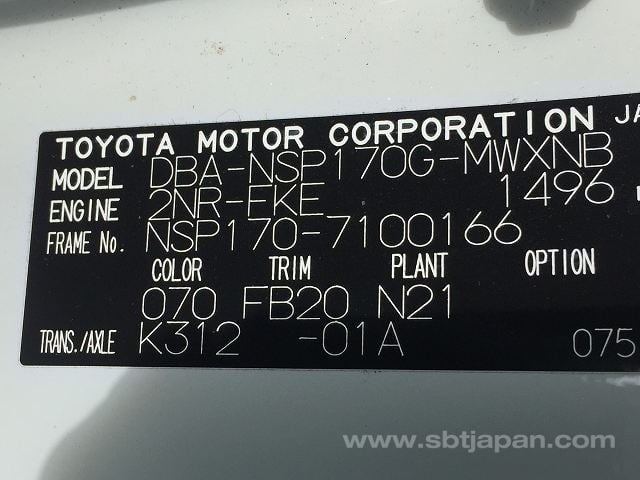 TOYOTA MOTOR CORPORATION JA
MODEL DBA-NSP170G-MWXNB
ENGINE 2NR-FKE 1496
FRAME No. NSP170-7100166
COLOR TRIM PLANT OPTION
070 FB20 N21
TRANS./AXLE K312 -01A 075
www.sbtjapan.com